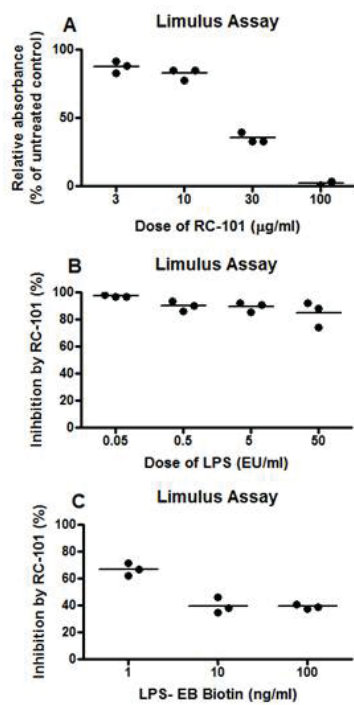 A
Limulus Assay
Relative absorbance
(% of untreated control)
100
50
0
3 10 30 100
Dose of RC-101 (μg/ml)
B
Limulus Assay
Inihbition by RC-101 (%)
100
80
60
40
20
0
0.05 0.5 5 50
Dose of LPS (EU/ml)
C
Limulus Assay
Inhibition by RC-101 (%)
100
80
60
40
20
0
1 10 100
LPS- EB Biotin (ng/ml)